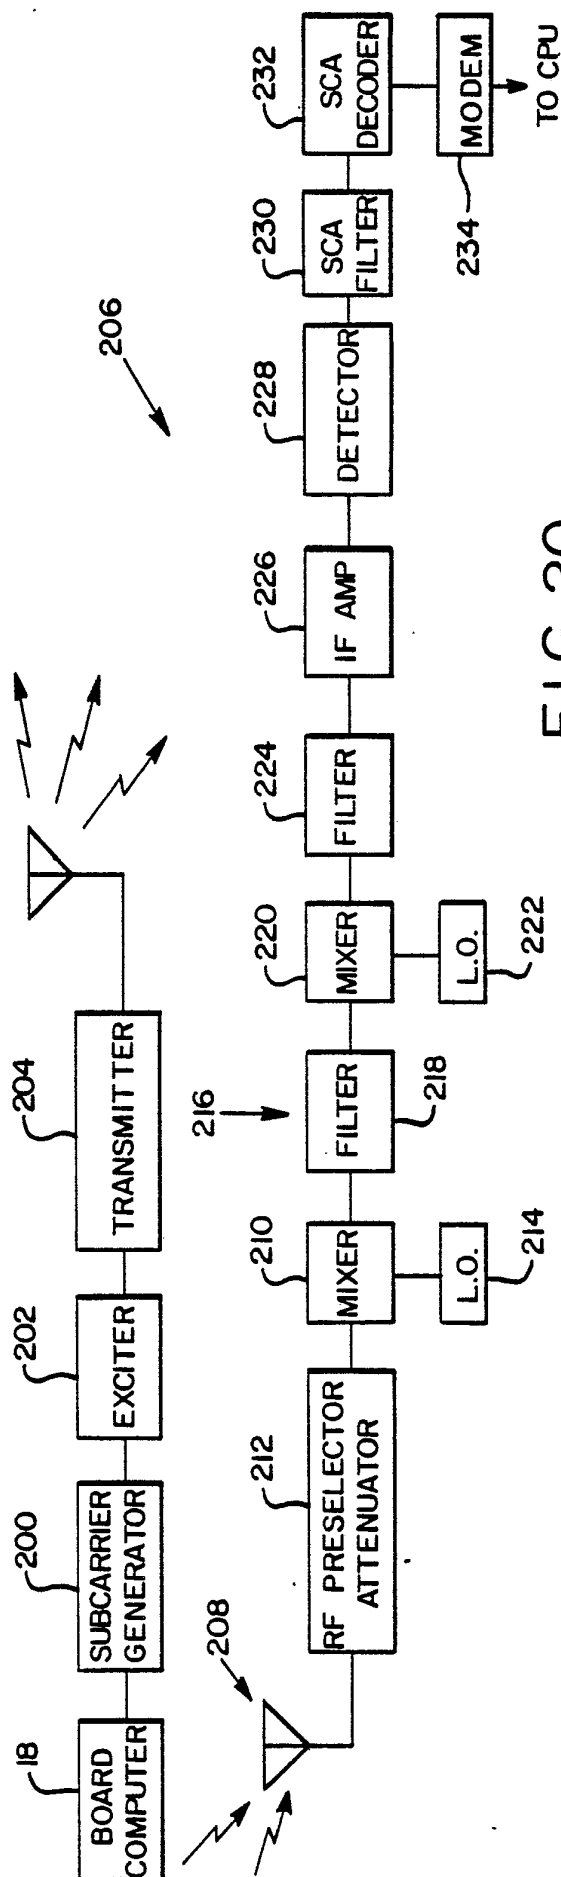 18
BOARD
COMPUTER
200
SUBCARRIER
GENERATOR
202
EXCITER
204
TRANSMITTER
206
208
212
RF PRESELECTOR
ATTENUATOR
210
MIXER
L.O.
214
216
FILTER
218
220
MIXER
L.O.
222
224
FILTER
226
IF AMP
228
DETECTOR
230
SCA
FILTER
232
SCA
DECODER
MODEM
234
TO CPU